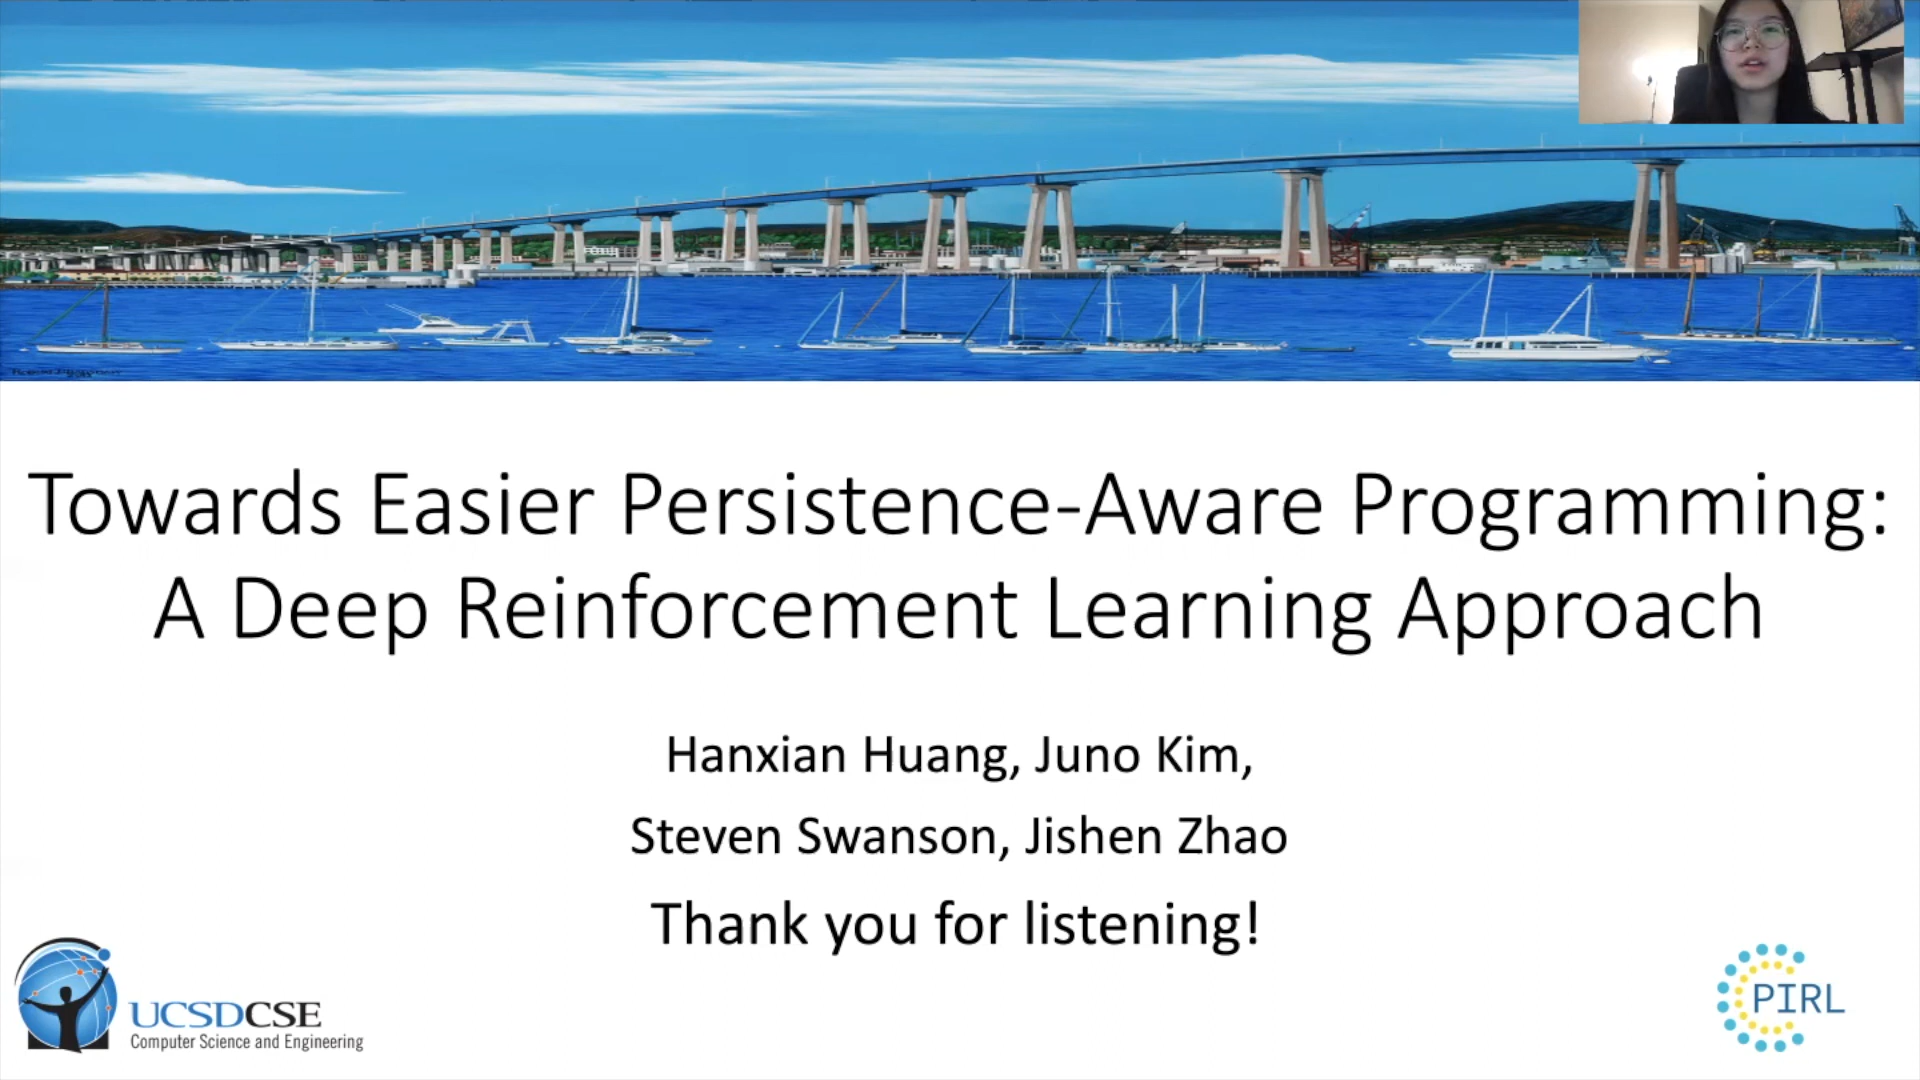 Towards Easier Persistence-Aware Programming:
A Deep Reinforcement Learning Approach
Hanxian Huang, Juno Kim,
Steven Swanson, Jishen Zhao
Thank you for listening!
UCSDCSE
Computer Science and Engineering
PIRL